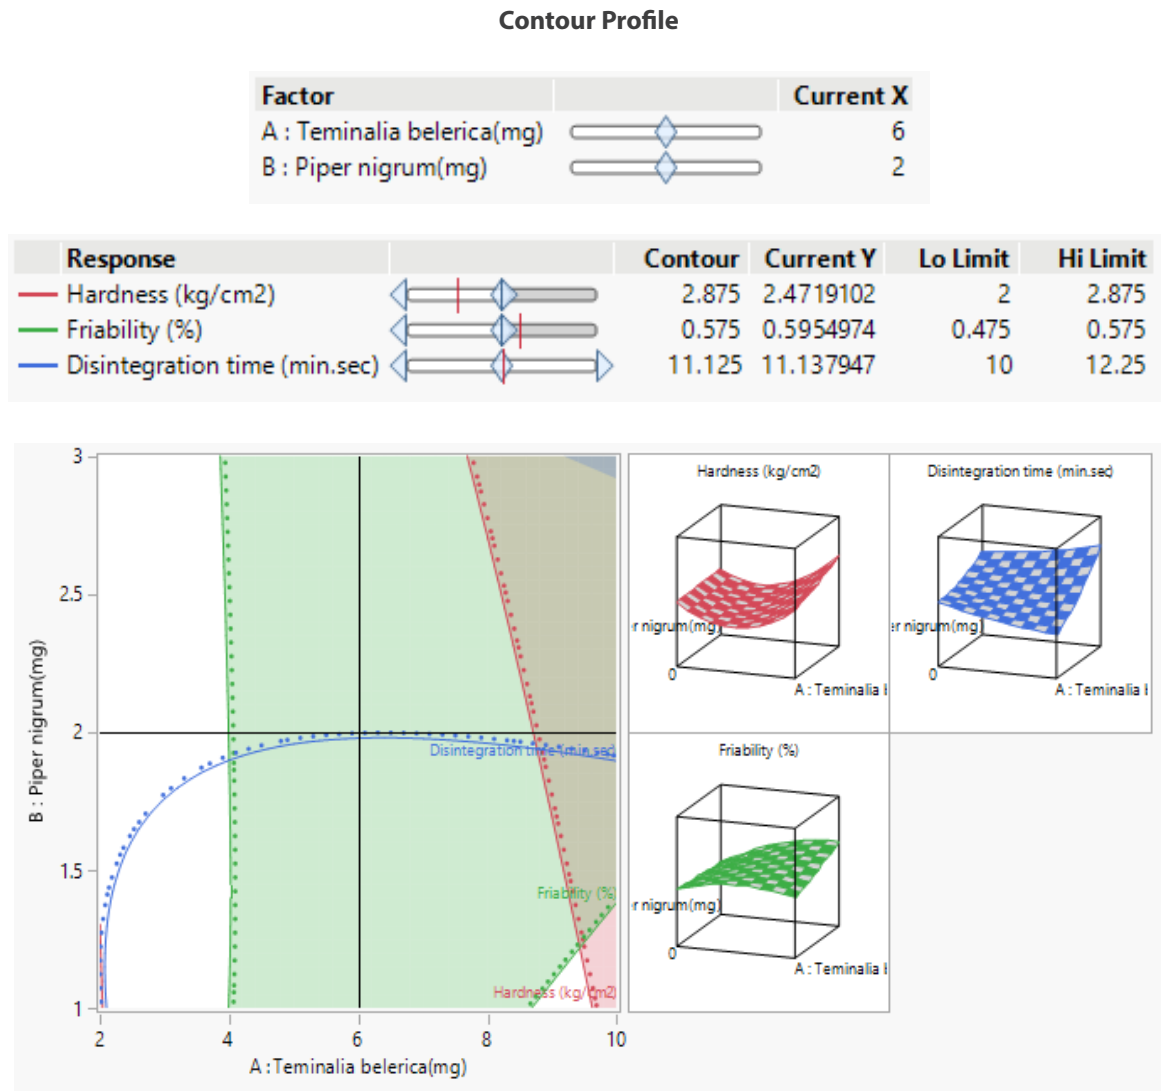 Contour Profile
Factor Current X
A : Teminalia belerica(mg) 6
B : Piper nigrum(mg) 2
Response Contour Current Y Lo Limit Hi Limit
Hardness (kg/cm2) 2.875 2.4719102 2 2.875
Friability (%) 0.575 0.5954974 0.475 0.575
Disintegration time (min.sec) 11.125 11.137947 10 12.25
3
2.5
2
1.5
1
B : Piper nigrum(mg)
Disintegration time (min.sec)
Friability (%)
Hardness (kg/cm2)
2 4 6 8 10
A :Teminalia belerica(mg)
Hardness (kg/cm2)
er nigrum(mg)
0
A : Teminalia b
Disintegration time (min.sec)
er nigrum(mg)
0
A : Teminalia b
Friability (%)
er nigrum(mg)
0
A : Teminalia b